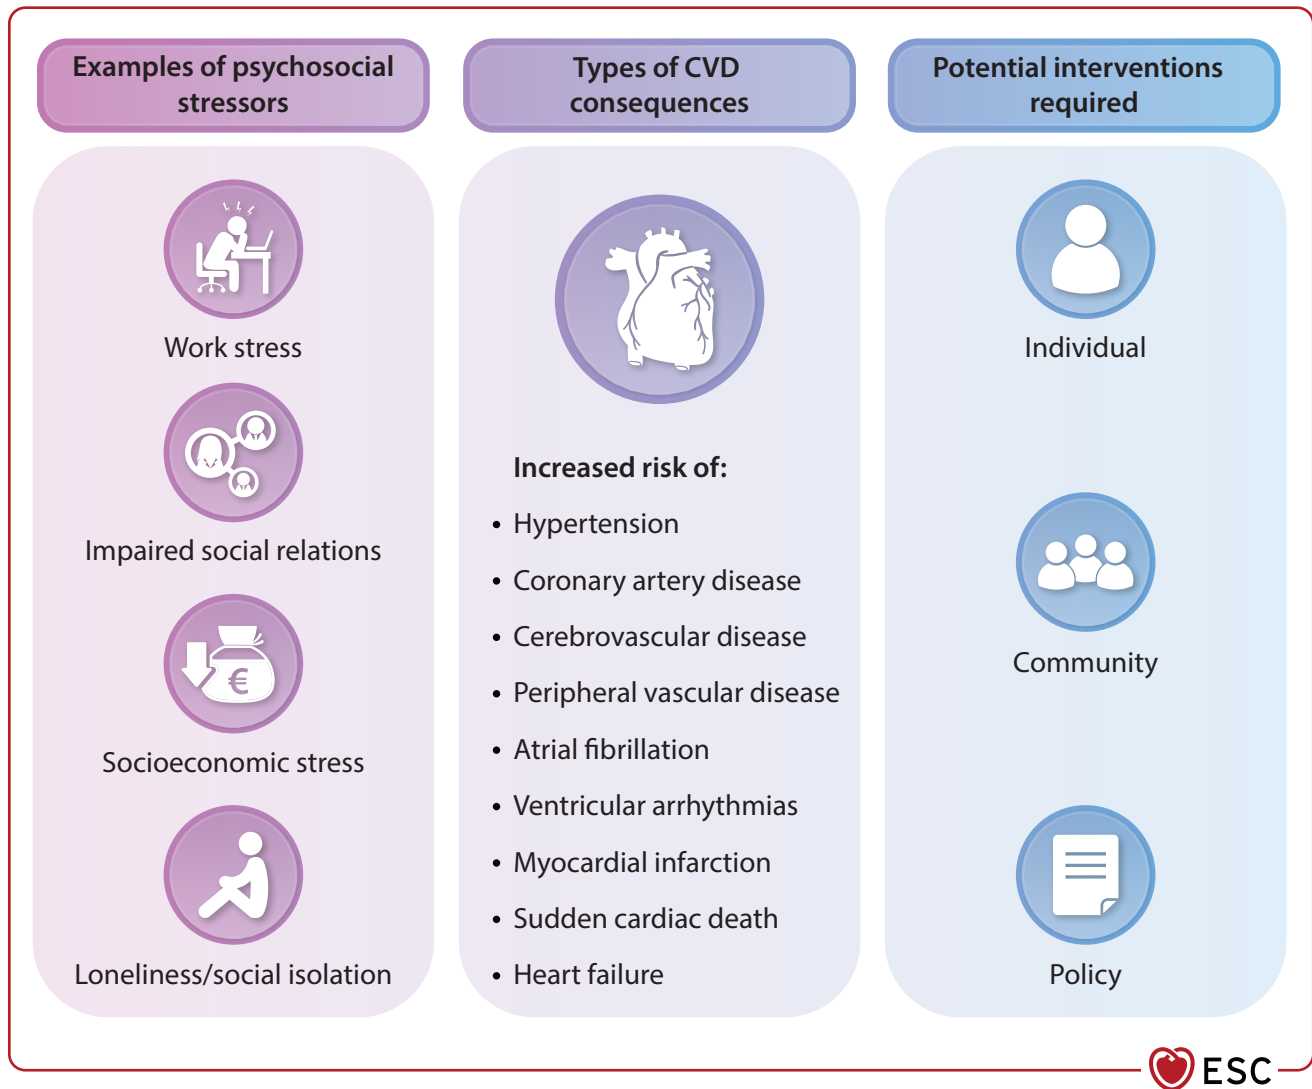 Examples of psychosocial
stressors
Work stress
Impaired social relations
€
Socioeconomic stress
Loneliness/social isolation
Types of CVD
consequences
Increased risk of:
• Hypertension
• Coronary artery disease
• Cerebrovascular disease
• Peripheral vascular disease
• Atrial fibrillation
• Ventricular arrhythmias
• Myocardial infarction
• Sudden cardiac death
• Heart failure
Potential interventions
required
Individual
Community
Policy
ESC